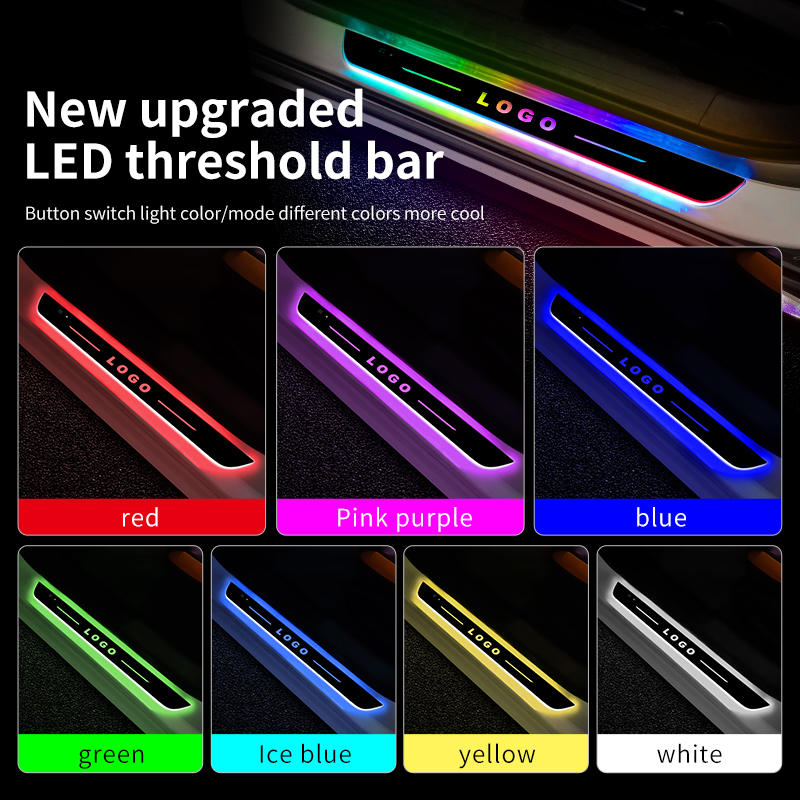 New upgraded
LED threshold bar
Button switch light color/mode different colors more cool
LOGO
LOGO
LOGO
LOGO
red
Pink purple
blue
LOGO
LOGO
LOGO
LOGO
green
Ice blue
yellow
white